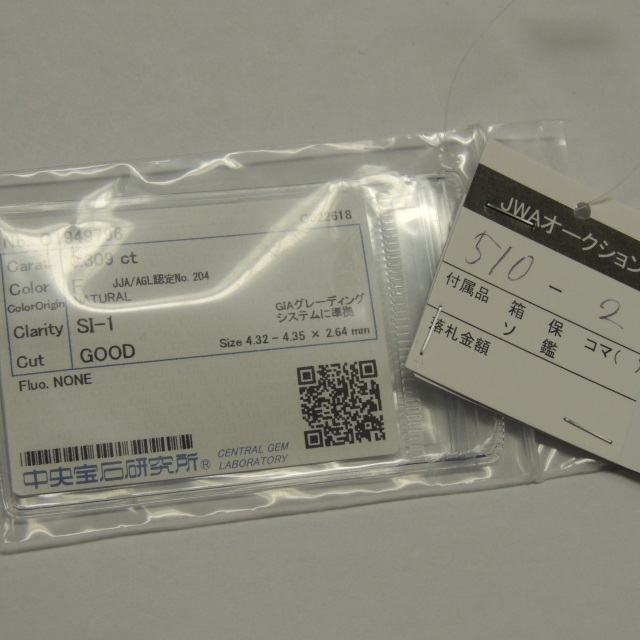 Carat
ct
Color
JJA/AGL認定No. 204
ColorOrigin NATURAL
GIAグレーディング
システムに準拠
Clarity SI-1
Size 4.32 - 4.35 × 2.64 mm
Cut GOOD
Fluo. NONE
中央宝石研究所®
CENTRAL GEM
LABORATORY
JWAオークション
510 - 2
付属品 箱 保 コマ( )
ソ 鑑
落札金額